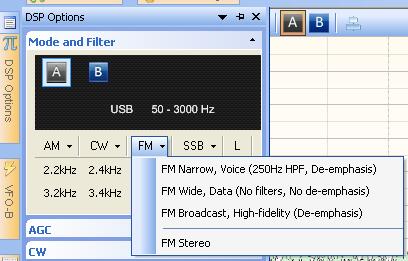 DSP Options
Mode and Filter
A B
A B
USB 50 - 3000 Hz
AM CW FM SSB L
2.2kHz 2.4kHz
3.2kHz 3.4kHz
FM Narrow, Voice (250Hz HPF, De-emphasis)
FM Wide, Data (No filters, No de-emphasis)
FM Broadcast, High-fidelity (De-emphasis)
FM Stereo
AGC
CW
DSP Options
VFO-B